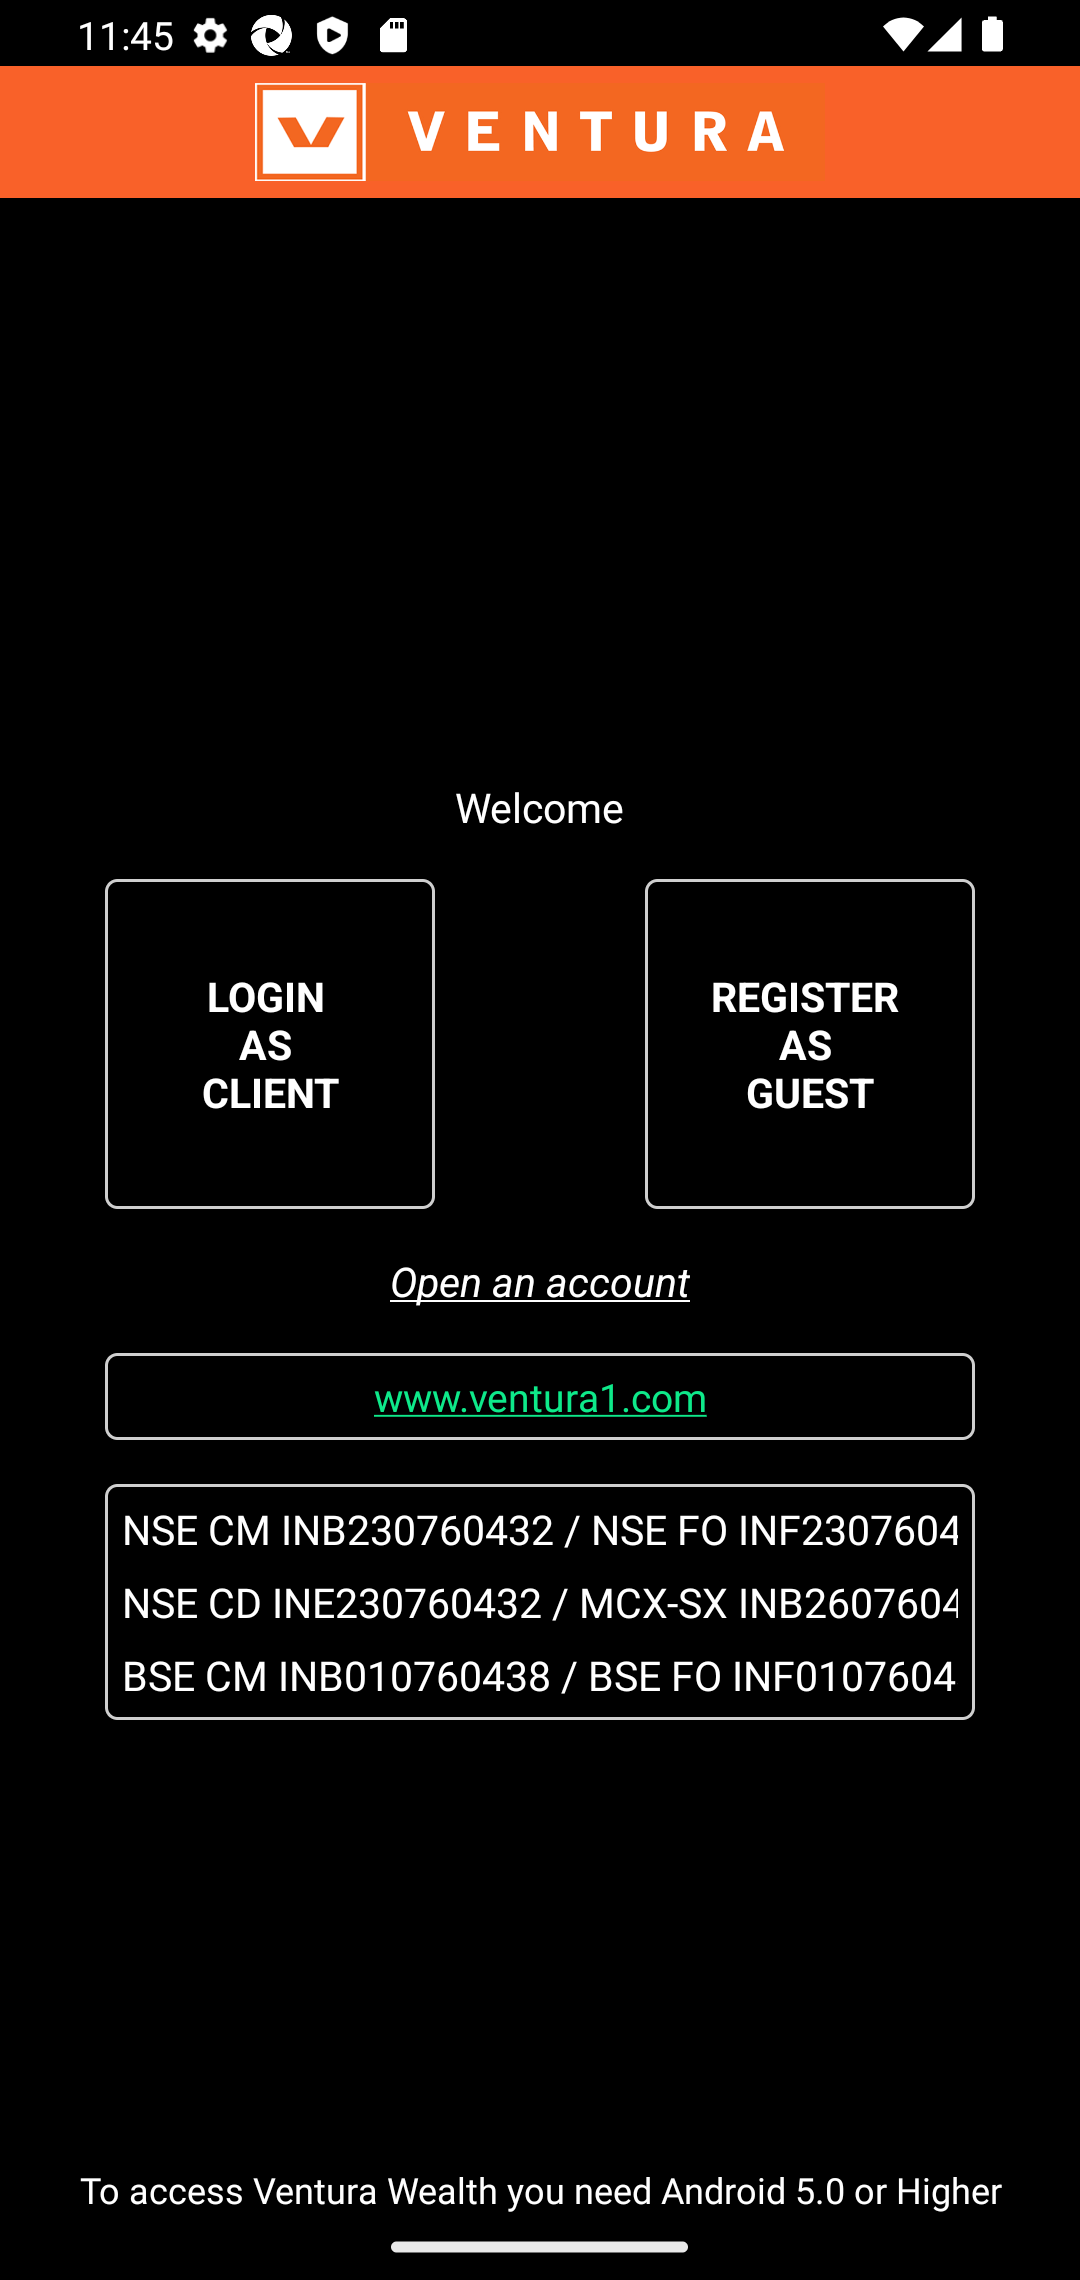 11:45
VENTURA
Welcome
LOGIN
AS
CLIENT
REGISTER
AS
GUEST
Open an account
www.ventura1.com
NSE CM INB230760432 / NSE FO INF2307604
NSE CD INE230760432 / MCX-SX INB2607604
BSE CM INB010760438 / BSE FO INF0107604
To access Ventura Wealth you need Android 5.0 or Higher